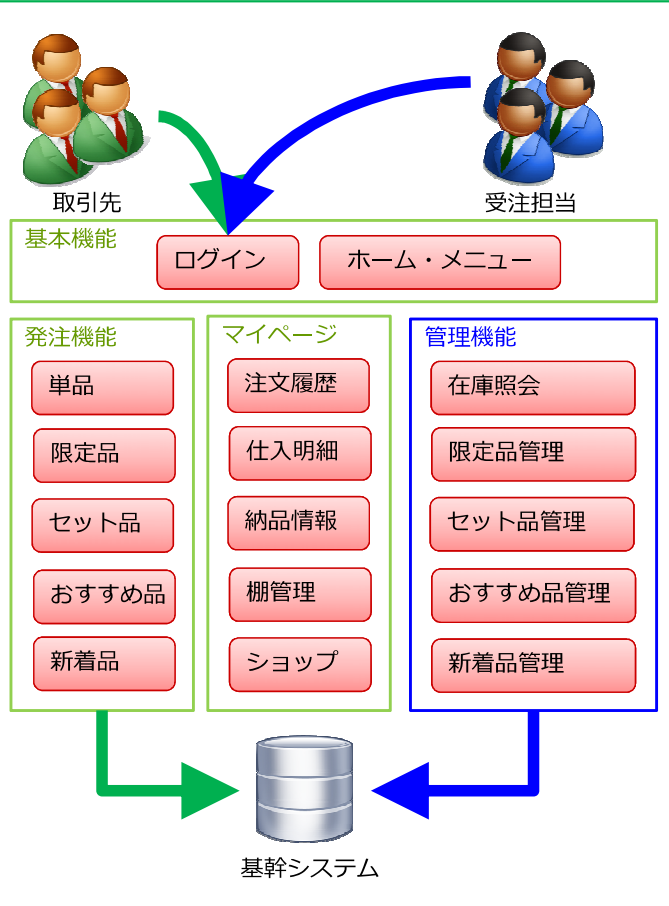 取引先
受注担当
基本機能
ログイン
ホーム・メニュー
発注機能
単品
限定品
セット品
おすすめ品
新着品
マイページ
注文履歴
仕入明細
納品情報
棚管理
ショップ
管理機能
在庫照会
限定品管理
セット品管理
おすすめ品管理
新着品管理
基幹システム